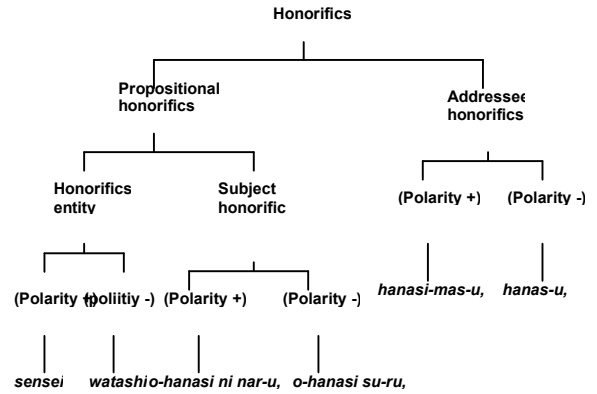 Honorifics
Propositional
honorifics
Addressee
honorifics
Honorifics
entity
Subject
honorific
(Polarity +)
(Polarity -)
(Polarity +)
(poliitiy -)
(Polarity +)
(Polarity -)
hanasi-mas-u,
hanas-u,
sensei
watashi
o-hanasi ni nar-u,
o-hanasi su-ru,